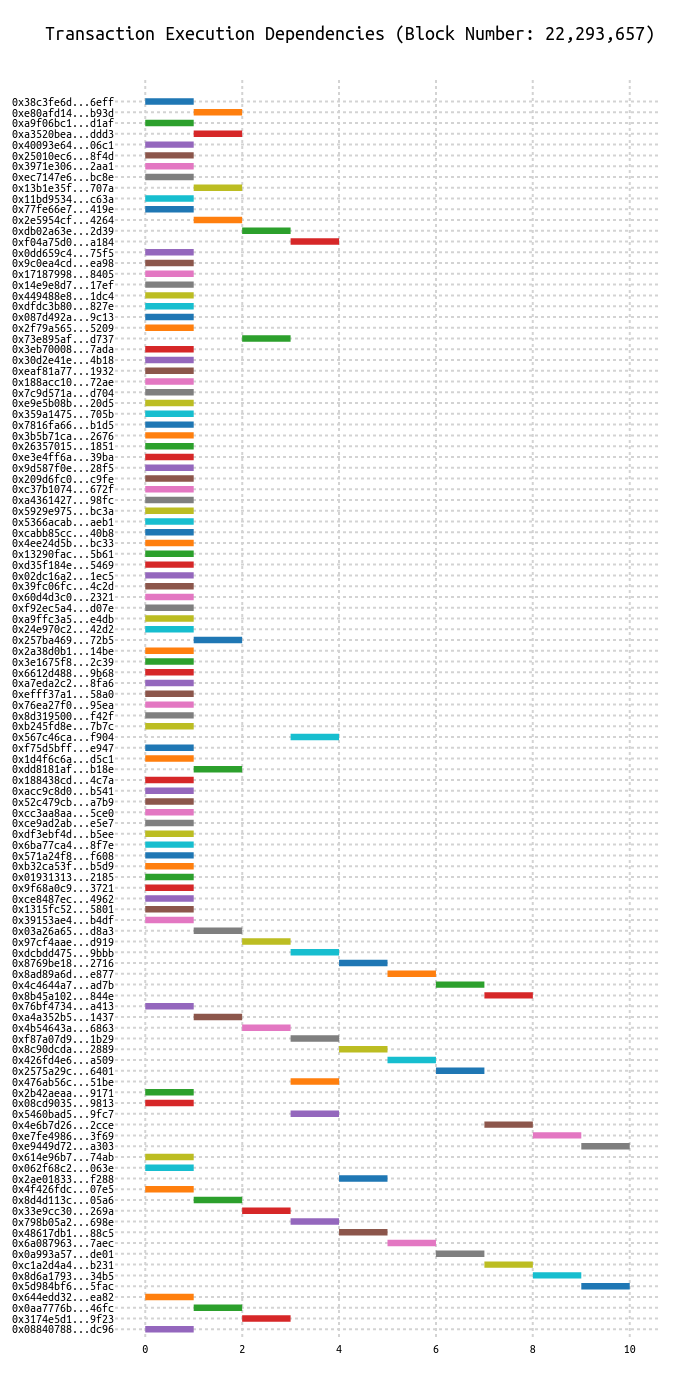 Transaction Execution Dependencies (Block Number: 22,293,657)
0x38c3fe6d...6eff
0xe80afd14...b93d
0xa9f06bc1...d1af
0xa3520bea...ddd3
0x40093e64...06c1
0x25010ec6...8f4d
0x3971e306...2aa1
0xec7147e6...bc8e
0x13b1e35f...707a
0x11bd9534...c63a
0x77fe66e7...419e
0x2e5954cf...4264
0xdb02a63e...2d39
0xf04a75d0...a184
0x0dd659c4...75f5
0x9c0ea4cd...ea98
0x17187998...8405
0x14e9e8d7...17ef
0x449488e8...1dc4
0xdfdc3b80...827e
0x087d492a...9c13
0x2f79a565...5209
0x73e895af...d737
0x3eb70008...7ada
0x30d2e41e...4b18
0xeaf81a77...1932
0x188acc10...72ae
0x7c9d571a...d704
0xe9e5b08b...20d5
0x359a1475...705b
0x7816fa66...b1d5
0x3b5b71ca...2676
0x26357015...1851
0xe3e4ff6a...39ba
0x9d587f0e...28f5
0x209d6fc0...c9fe
0xc37b1074...672f
0xa4361427...98fc
0x5929e975...bc3a
0x5366acab...aeb1
0xcabb85cc...40b8
0x4ee24d5b...bc33
0x13290fac...5b61
0xd35f184e...5469
0x02dc16a2...1ec5
0x39fc06fc...4c2d
0x60d4d3c0...2321
0xf92ec5a4...d07e
0xa9ffc3a5...e4db
0x24e970c2...42d2
0x257ba469...72b5
0x2a38d0b1...14be
0x3e1675f8...2c39
0x6612d488...9b68
0xa7eda2c2...8fa6
0xefff37a1...58a0
0x76ea27f0...95ea
0x8d319500...f42f
0xb245fd8e...7b7c
0x567c46ca...f904
0xf75d5bff...e947
0x1d4f6c6a...d5c1
0xdd8181af...b18e
0x188438cd...4c7a
0xacc9c8d0...b541
0x52c479cb...a7b9
0xcc3aa8aa...5ce0
0xce9ad2ab...e5e7
0xdf3ebf4d...b5ee
0x6ba77ca4...8f7e
0x571a24f8...f608
0xb32ca53f...b5d9
0x01931313...2185
0x9f68a0c9...3721
0xce8487ec...4962
0x1315fc52...5801
0x39153ae4...b4df
0x03a26a65...d8a3
0x97cf4aae...d919
0xdcbdd475...9bbb
0x8769be18...2716
0x8ad89a6d...e877
0x4c4644a7...ad7b
0x8b45a102...844e
0x76bf4734...a413
0xa4a352b5...1437
0x4b54643a...6863
0xf87a07d9...1b29
0x8c90dcda...2889
0x426fd4e6...a509
0x2575a29c...6401
0x476ab56c...51be
0x2b42aeaa...9171
0x08cd9035...9813
0x5460bad5...9fc7
0x4e6b7d26...2cce
0xe7fe4986...3f69
0xe9449d72...a303
0x614e96b7...74ab
0x062f68c2...063e
0x2ae01833...f288
0x4f426fdc...07e5
0x8d4d113c...05a6
0x33e9cc30...269a
0x798b05a2...698e
0x48617db1...88c5
0x6a087963...7aec
0x0a993a57...de01
0xc1a2d4a4...b231
0x8d6a1793...34b5
0x5d984bf6...5fac
0x644edd32...ea82
0x0aa7776b...46fc
0x3174e5d1...9f23
0x08840788...dc96
0 2 4 6 8 10